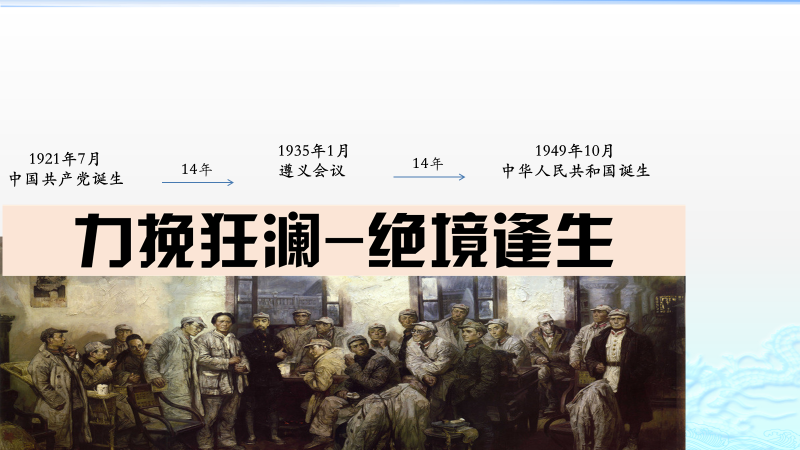 1921年7月
中国共产党诞生
14年
1935年1月
遵义会议
14年
1949年10月
中华人民共和国诞生
力挽狂澜-绝境逢生